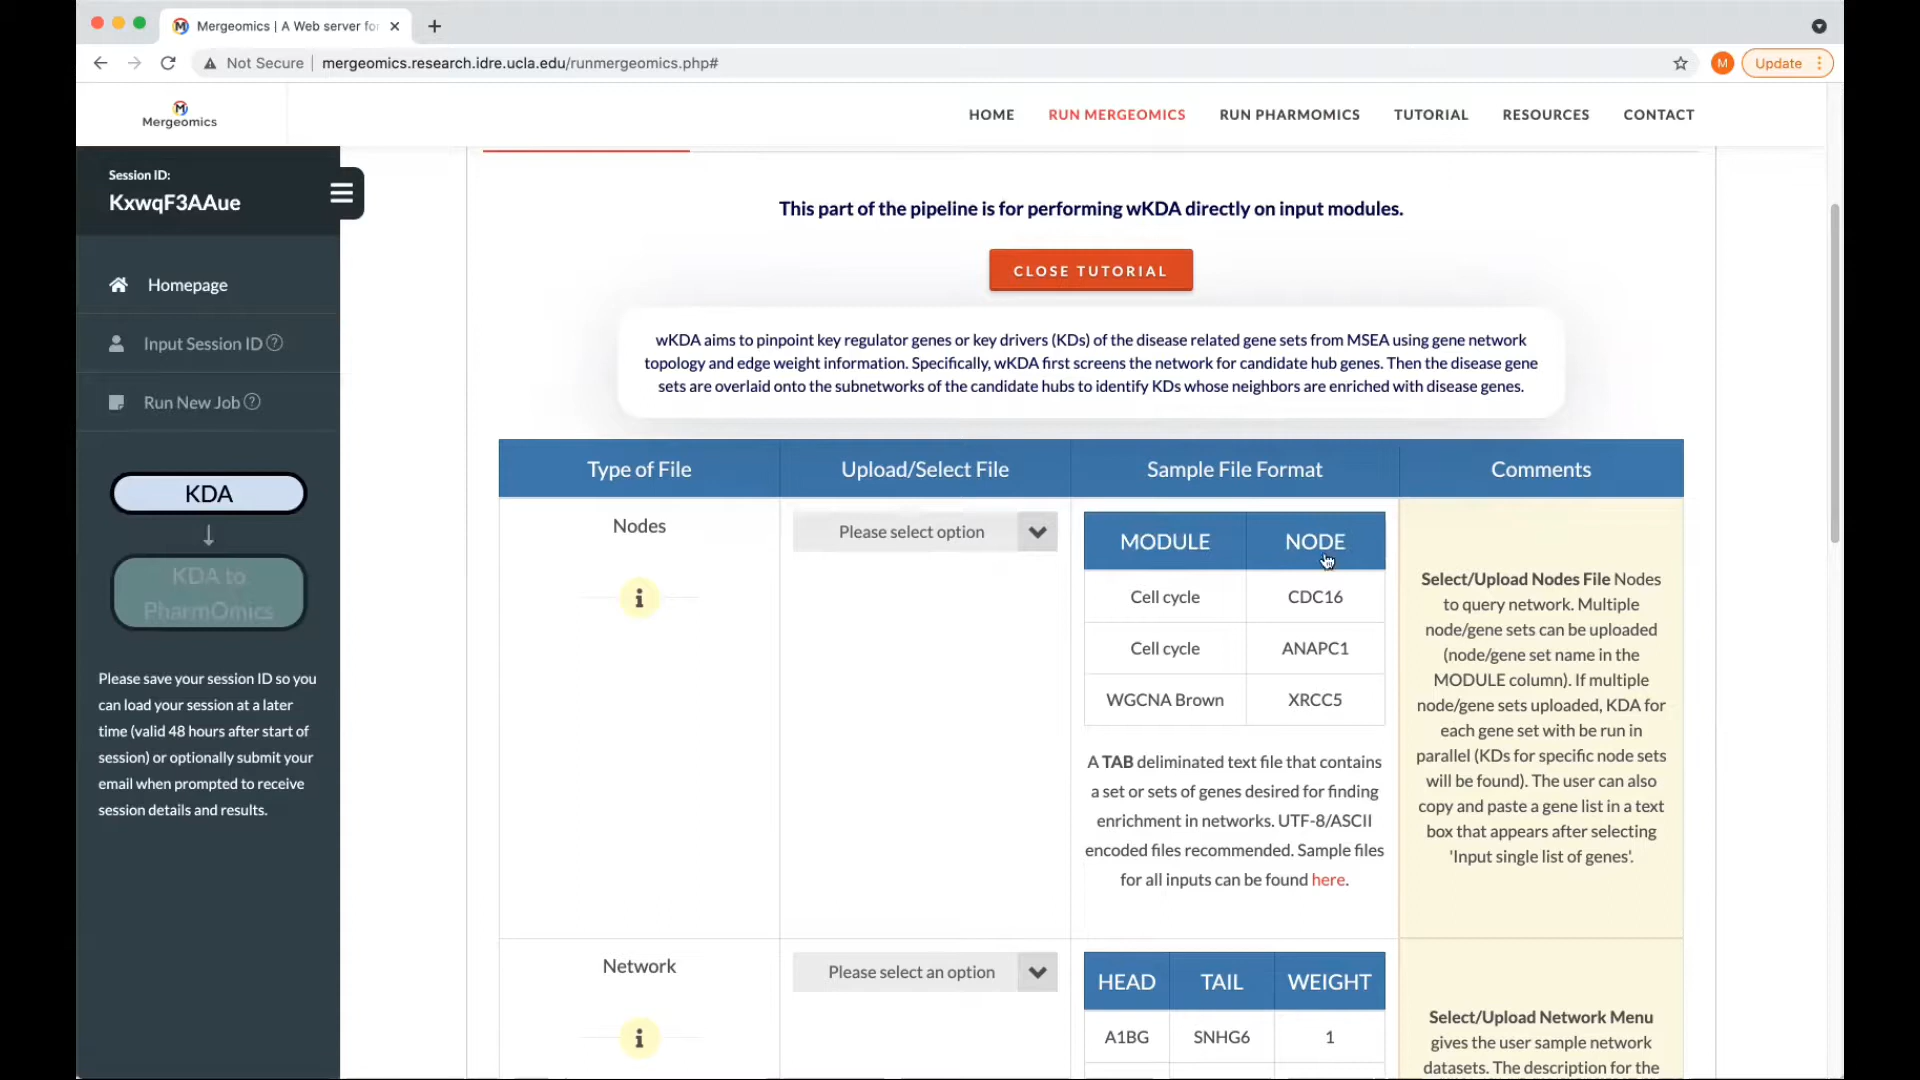 Mergeomics | A Web server for
Not Secure
mergeomics.research.idre.ucla.edu/runmergeomics.php#
M
Update
Mergeomics
HOME
RUN MERGEOMICS
RUN PHARMOMICS
TUTORIAL
RESOURCES
CONTACT
Session ID:
KxwqF3AAue
Homepage
Input Session ID
Run New Job
KDA
KDA to
PharmOmics
Please save your session ID so you
can load your session at a later
time (valid 48 hours after start of
session) or optionally submit your
email when prompted to receive
session details and results.
This part of the pipeline is for performing wKDA directly on input modules.
CLOSE TUTORIAL
wKDA aims to pinpoint key regulator genes or key drivers (KDs) of the disease related gene sets from MSEA using gene network
topology and edge weight information. Specifically, wKDA first screens the network for candidate hub genes. Then the disease gene
sets are overlaid onto the subnetworks of the candidate hubs to identify KDs whose neighbors are enriched with disease genes.
Type of File
Upload/Select File
Sample File Format
Comments
Nodes
Please select option
MODULE
NODE
Cell cycle
CDC16
Cell cycle
ANAPC1
WGCNA Brown
XRCC5
A TAB deliminated text file that contains
a set or sets of genes desired for finding
enrichment in networks. UTF-8/ASCII
encoded files recommended. Sample files
for all inputs can be found here.
Select/Upload Nodes File Nodes
to query network. Multiple
node/gene sets can be uploaded
(node/gene set name in the
MODULE column). If multiple
node/gene sets uploaded, KDA for
each gene set with be run in
parallel (KDs for specific node sets
will be found). The user can also
copy and paste a gene list in a text
box that appears after selecting
'Input single list of genes'.
Network
Please select an option
HEAD
TAIL
WEIGHT
A1BG
SNHG6
1
Select/Upload Network Menu
gives the user sample network
datasets. The description for the